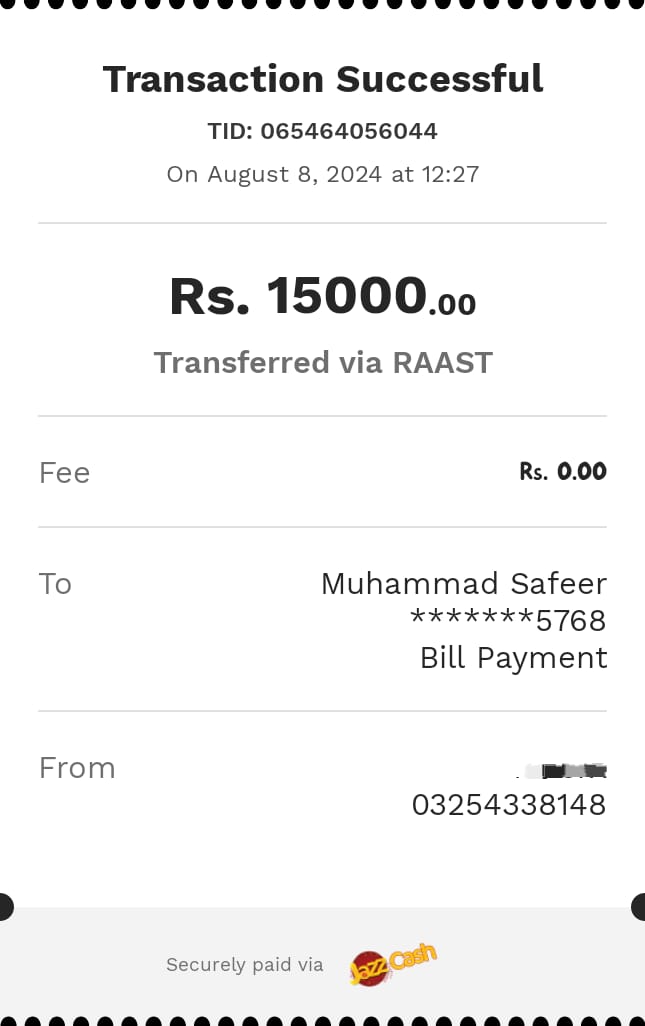 Transaction Successful
TID: 065464056044
On August 8, 2024 at 12:27
Rs. 15000.00
Transferred via RAAST
Fee Rs. 0.00
To Muhammad Safeer
*******5768
Bill Payment
From
03254338148
Securely paid via JazzCash